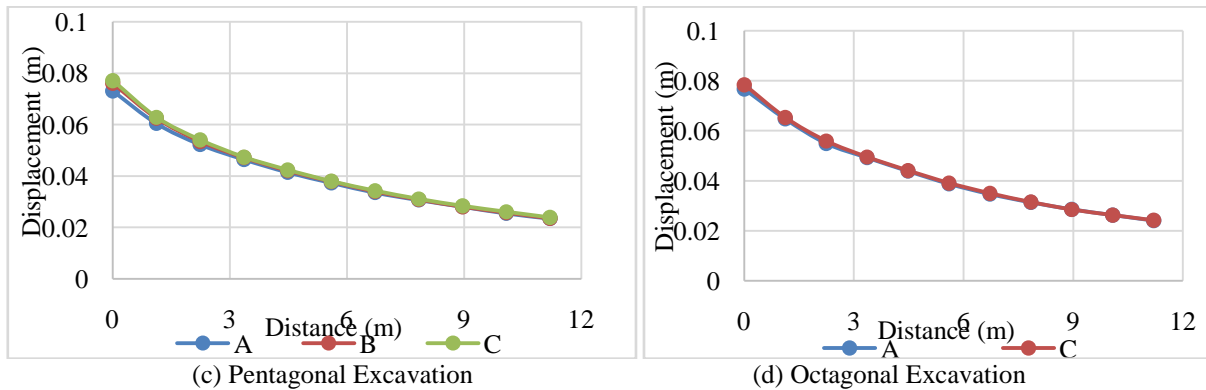 0.1
0.08
0.06
0.04
0.02
0
Displacement (m)
0 3 6 9 12
Distance (m)
A B C
(c) Pentagonal Excavation
0.1
0.08
0.06
0.04
0.02
0
Displacement (m)
0 3 6 9 12
Distance (m)
A C
(d) Octagonal Excavation